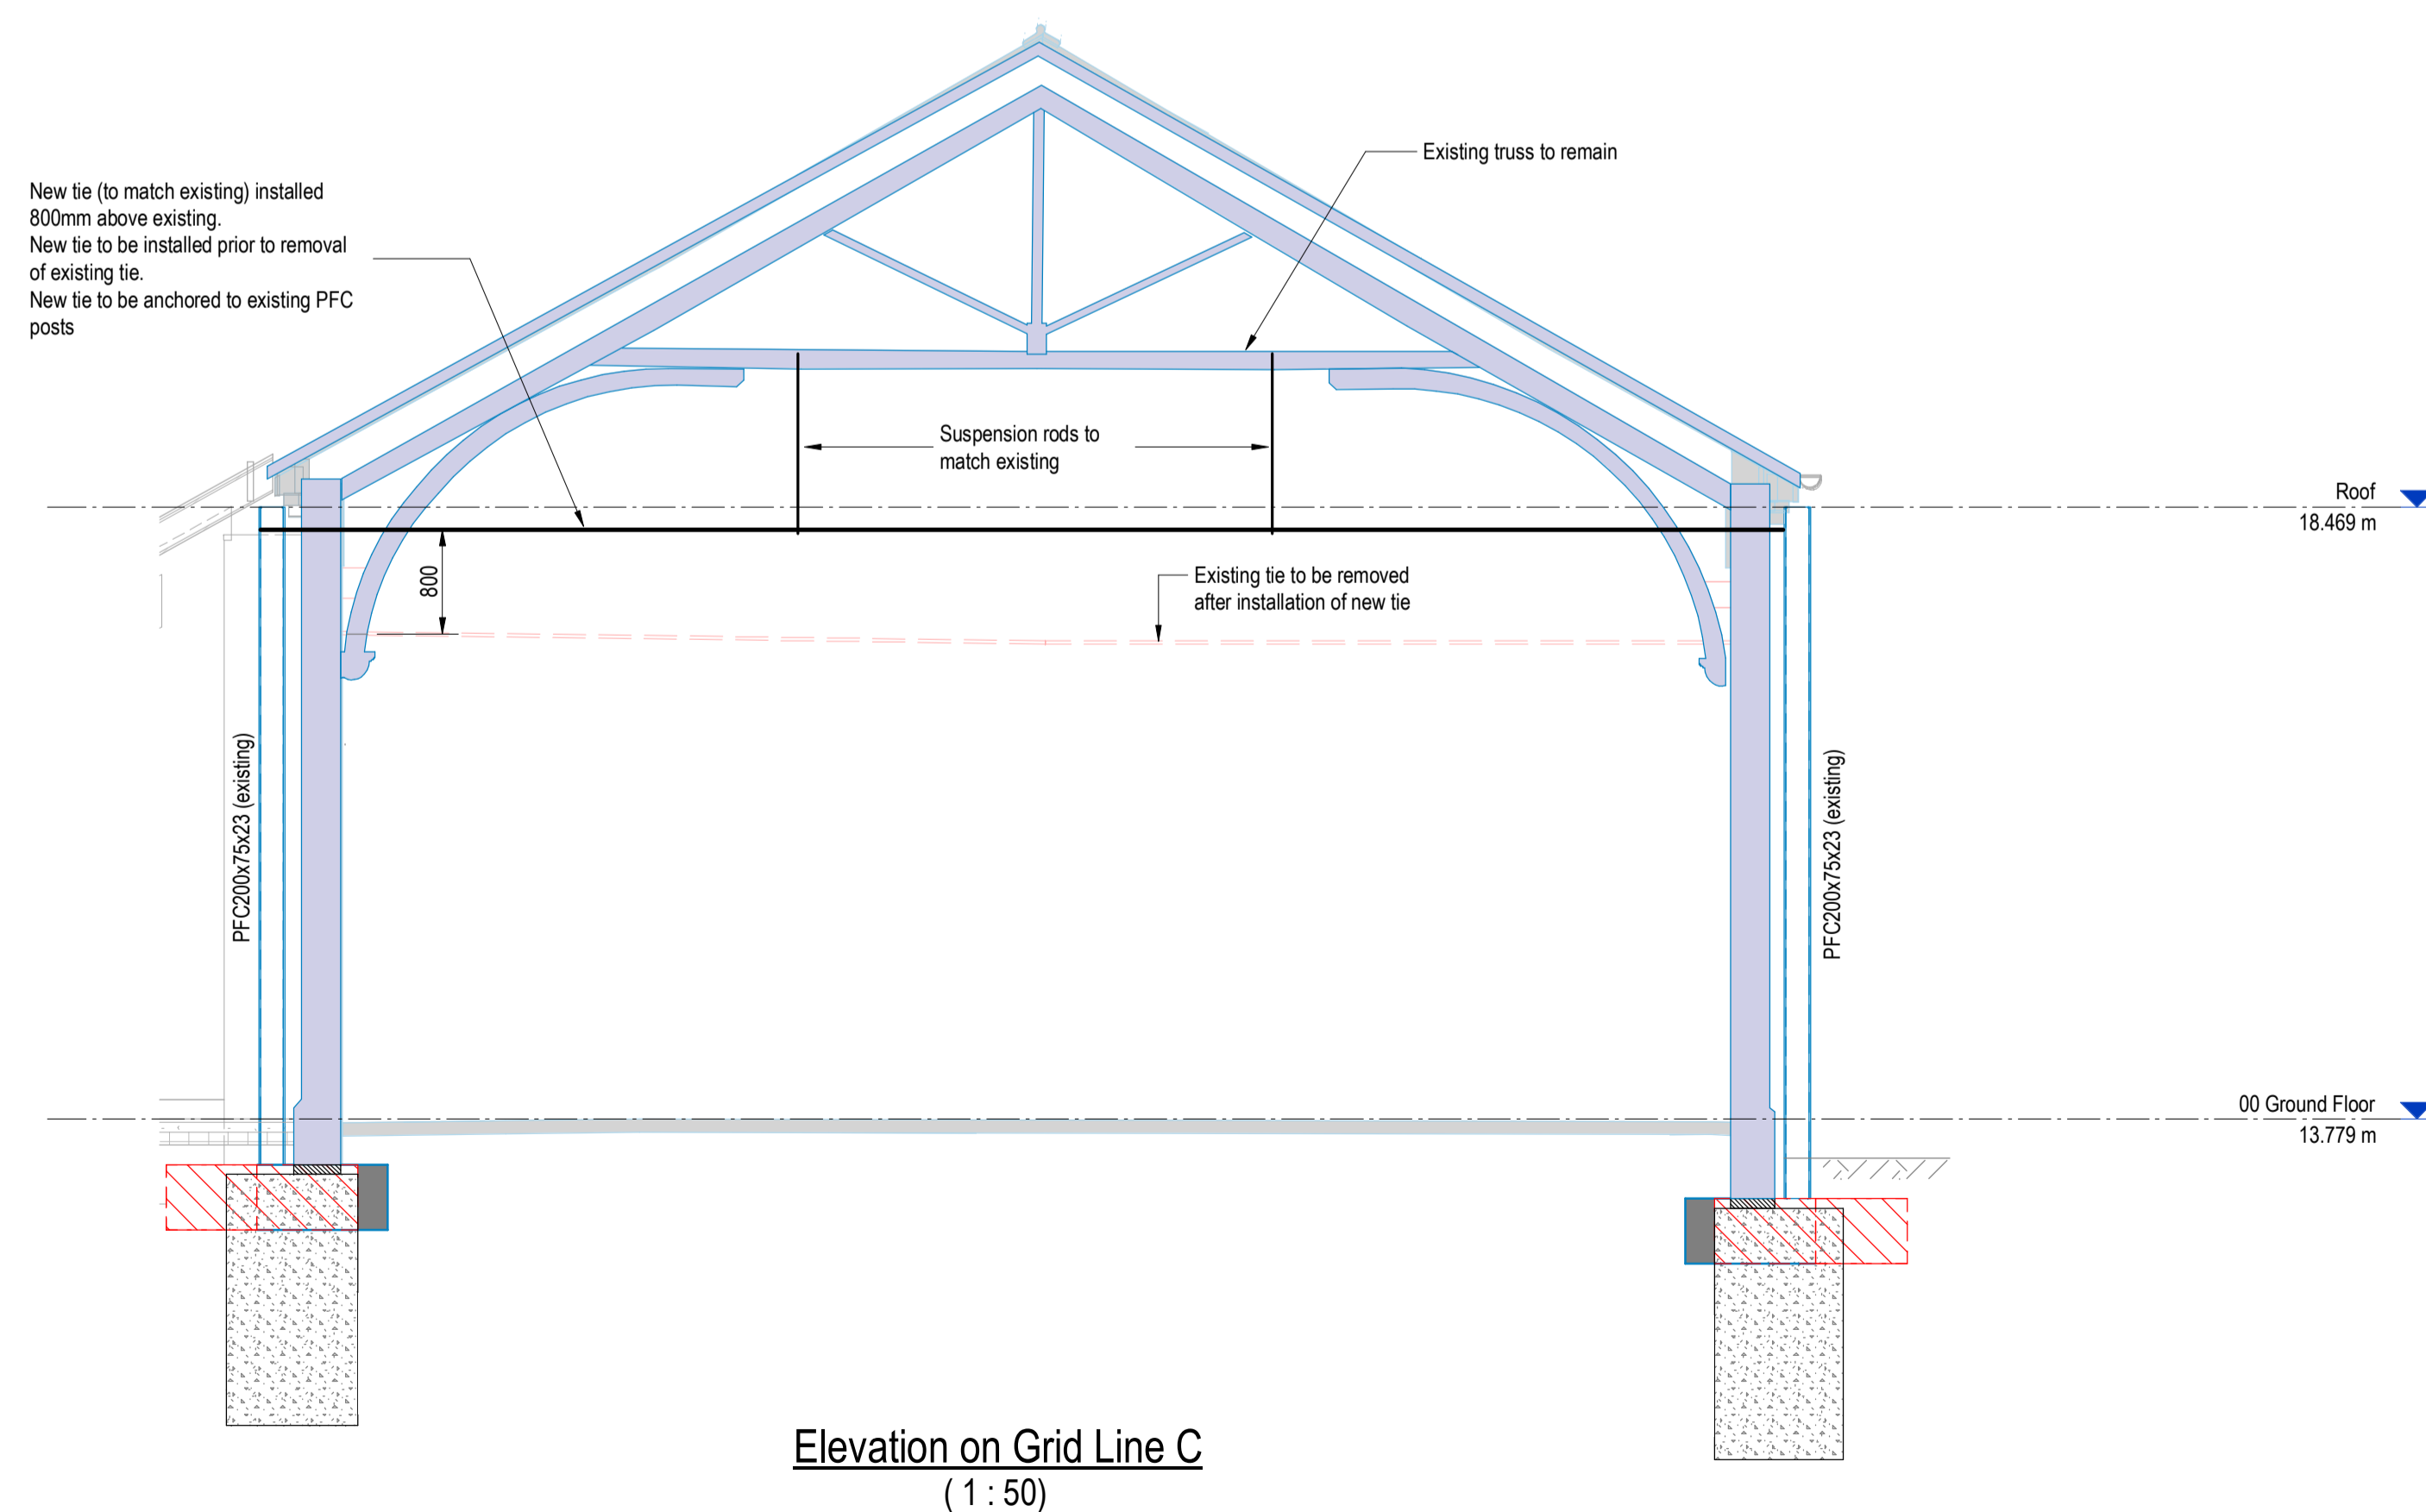 New tie (to match existing) installed
800mm above existing.
New tie to be installed prior to removal
of existing tie.
New tie to be anchored to existing PFC
posts
Existing truss to remain
Suspension rods to
match existing
Roof
18.469 m
800
Existing tie to be removed
after installation of new tie
PFC200x75x23 (existing)
PFC200x75x23 (existing)
00 Ground Floor
13.779 m
Elevation on Grid Line C
( 1 : 50)